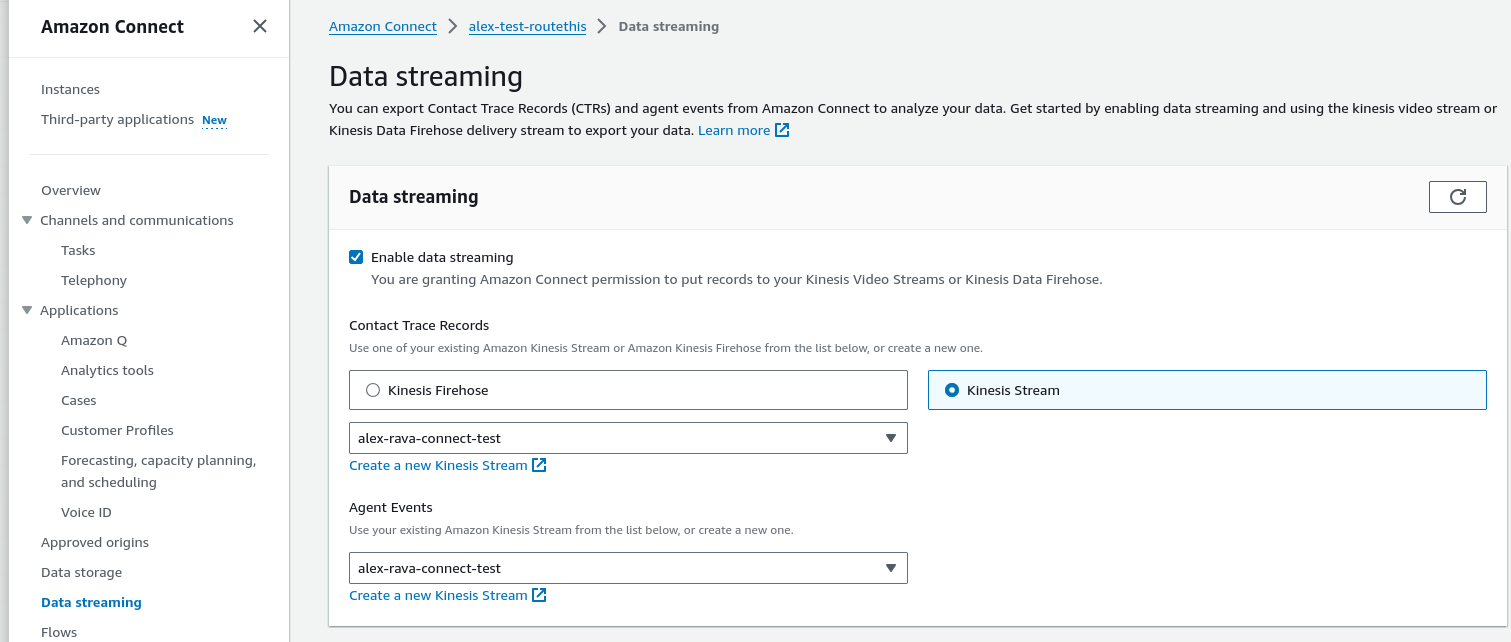 Amazon Connect
Instances
Third-party applications New
Overview
Channels and communications
Tasks
Telephony
Applications
Amazon Q
Analytics tools
Cases
Customer Profiles
Forecasting, capacity planning,
and scheduling
Voice ID
Approved origins
Data storage
Data streaming
Flows
Amazon Connect > alex-test-routethis > Data streaming
Data streaming
You can export Contact Trace Records (CTRs) and agent events from Amazon Connect to analyze your data. Get started by enabling data streaming and using the kinesis video stream or
Kinesis Data Firehose delivery stream to export your data. Learn more
Data streaming
Enable data streaming
You are granting Amazon Connect permission to put records to your Kinesis Video Streams or Kinesis Data Firehose.
Contact Trace Records
Use one of your existing Amazon Kinesis Stream or Amazon Kinesis Firehose from the list below, or create a new one.
Kinesis Firehose
Kinesis Stream
alex-rava-connect-test
Create a new Kinesis Stream
Agent Events
Use your existing Amazon Kinesis Stream from the list below, or create a new one.
alex-rava-connect-test
Create a new Kinesis Stream